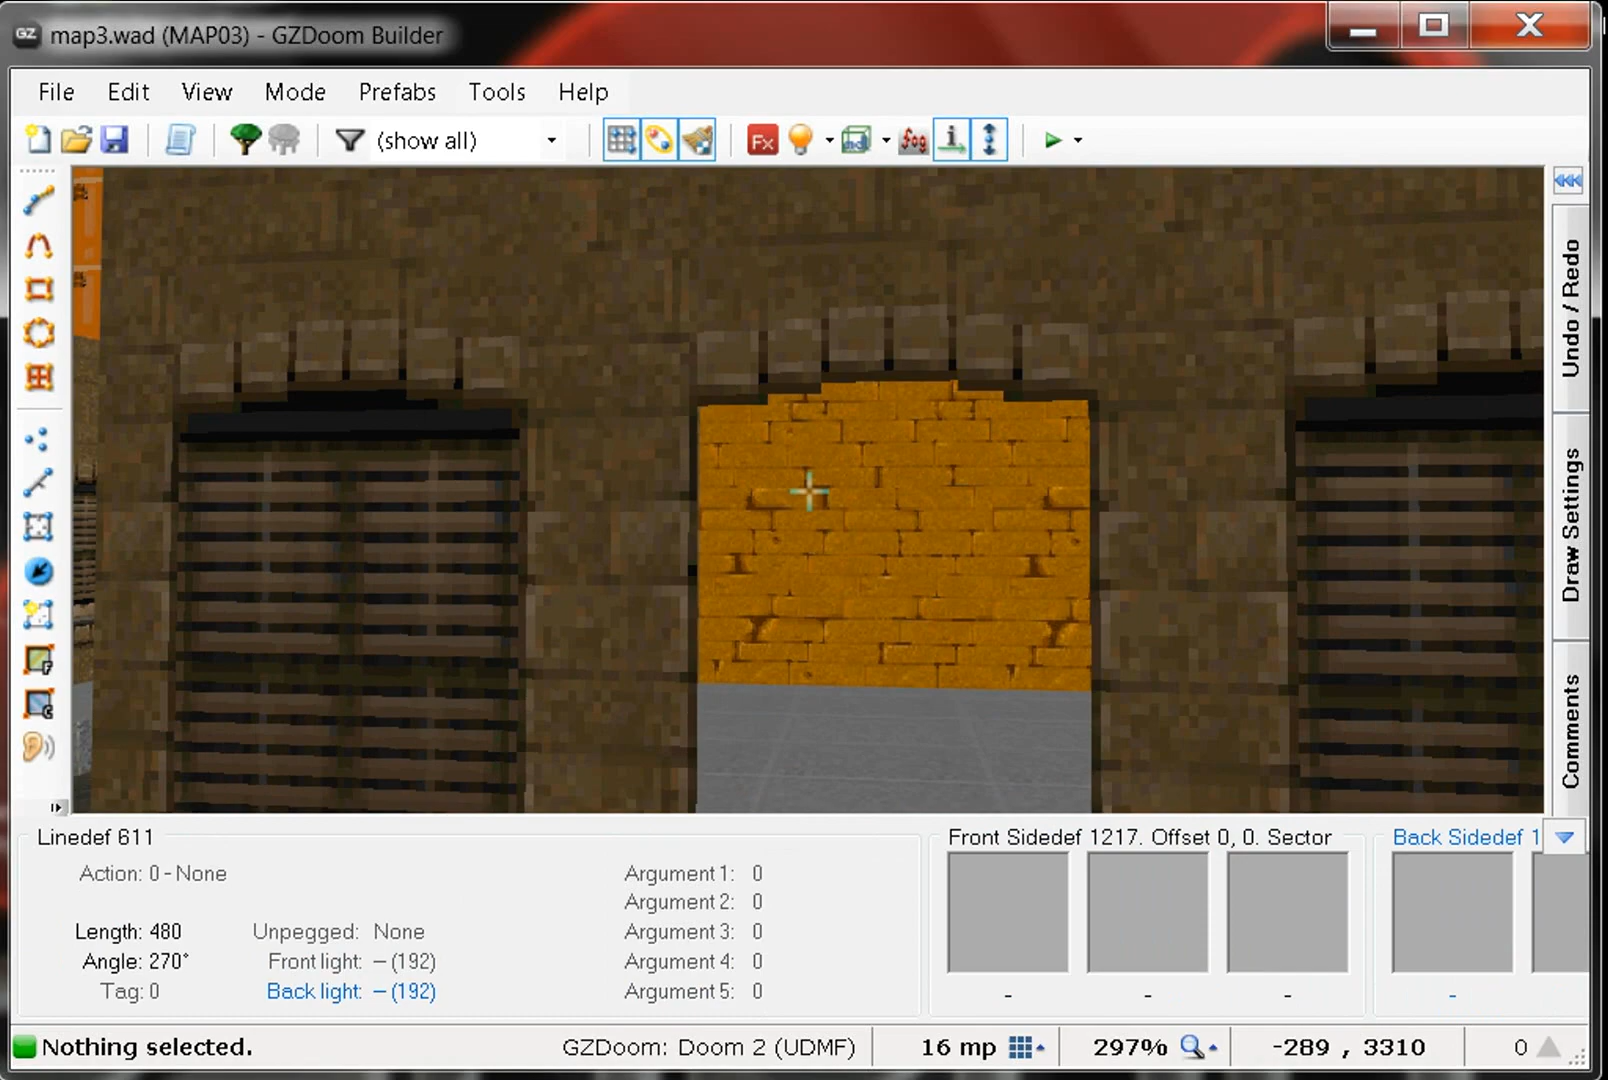 GZ map3.wad (MAP03) - GZDoom Builder
File Edit View Mode Prefabs Tools Help
(show all) Fx fog i
Undo / Redo
Draw Settings
Comments
Linedef 611
Action: 0 - None
Length: 480
Angle: 270°
Tag: 0
Unpegged: None
Front light: – (192)
Back light: – (192)
Argument 1: 0
Argument 2: 0
Argument 3: 0
Argument 4: 0
Argument 5: 0
Front Sidedef 1217. Offset 0, 0. Sector
- - -
Back Sidedef 1
-
Nothing selected. GZDoom: Doom 2 (UDMF) 16 mp 297% -289 , 3310 0